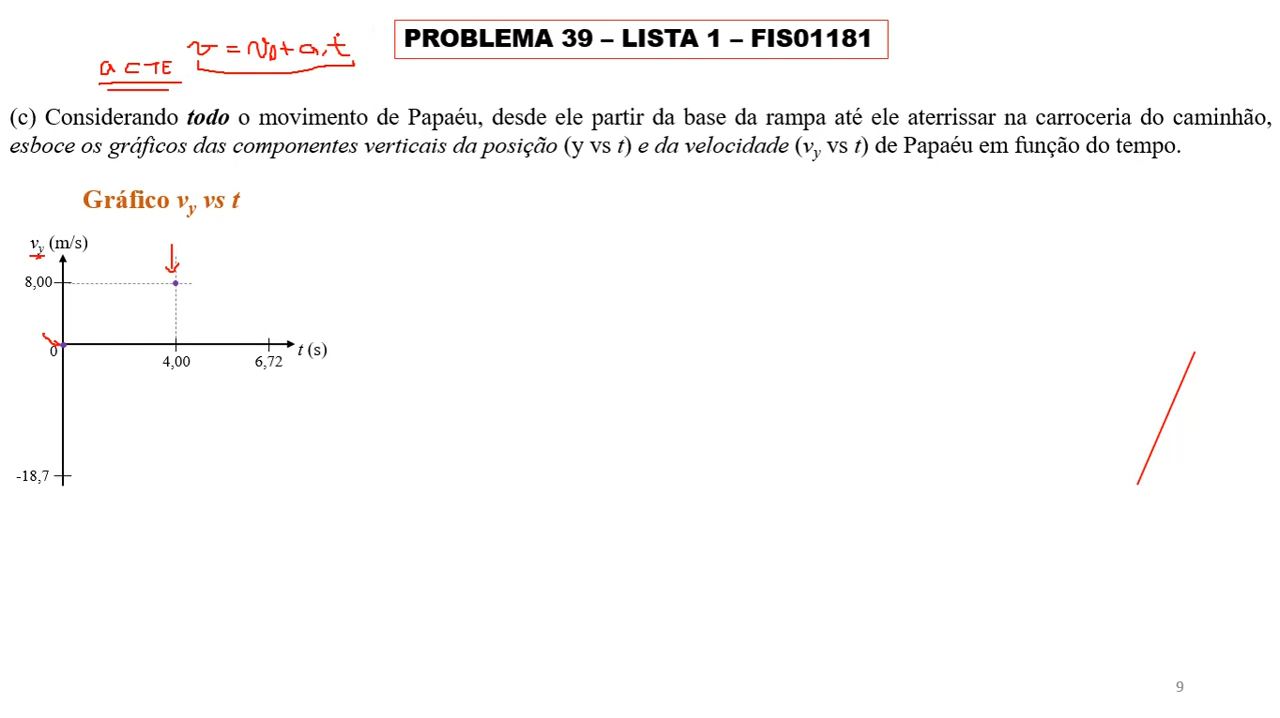 PROBLEMA 39 – LISTA 1 – FIS01181
a CTE v = v0 + a.t
(c) Considerando todo o movimento de Papaéu, desde ele partir da base da rampa até ele aterrissar na carroceria do caminhão,
esboce os gráficos das componentes verticais da posição (y vs t) e da velocidade (vy vs t) de Papaéu em função do tempo.
Gráfico vy vs t
vy (m/s)
8,00
0
t (s)
4,00 6,72
-18,7
9